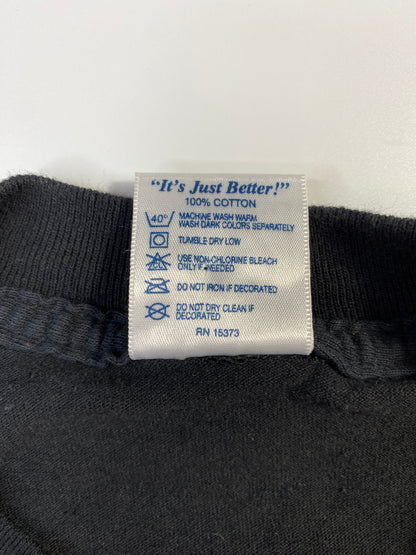 "It's Just Better!"
100% COTTON
40° MACHINE WASH WARM
WASH DARK COLORS SEPARATELY
TUMBLE DRY LOW
USE NON-CHLORINE BLEACH
ONLY IF NEEDED
DO NOT IRON IF DECORATED
DO NOT DRY CLEAN IF
DECORATED
RN 15373